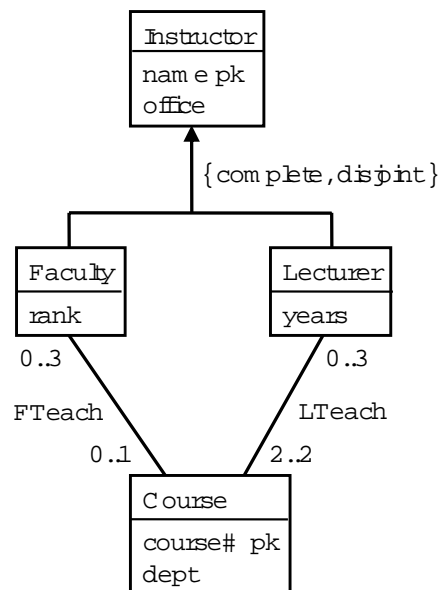 Instructor
name pk
office
{complete, disjoint}
Faculty
rank
Lecturer
years
0..3
0..3
FTeach
LTeach
0..1
2..2
Course
course# pk
dept